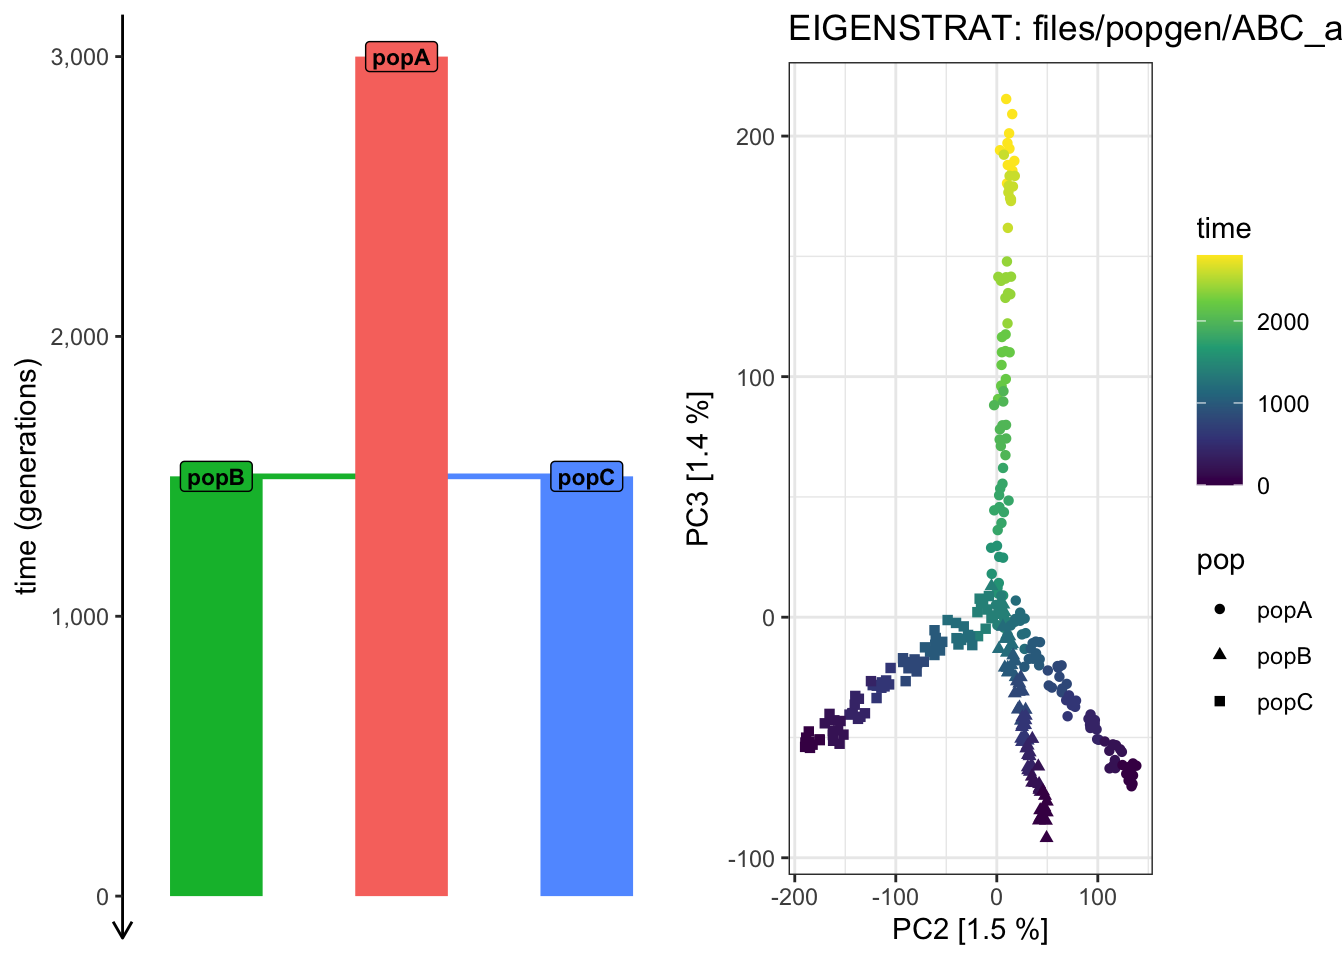 3,000
2,000
1,000
0
time (generations)
popA
popB
popC
EIGENSTRAT: files/popgen/ABC_a
200
100
0
-100
PC3 [1.4 %]
-200
-100
0
100
PC2 [1.5 %]
time
2000
1000
0
pop
popA
popB
popC